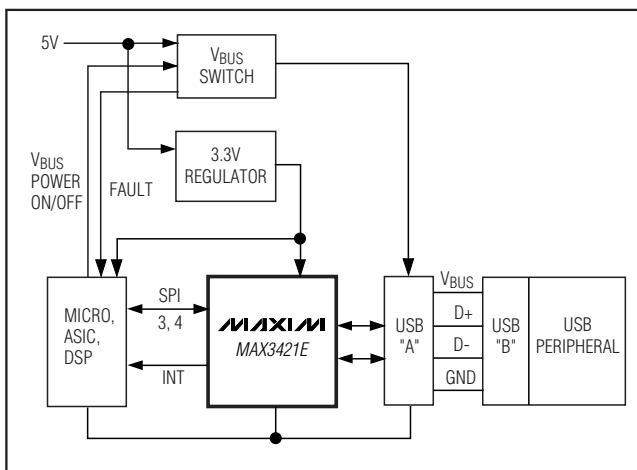 5V
VBUS
SWITCH
3.3V
REGULATOR
VBUS
POWER
ON/OFF
FAULT
MICRO,
ASIC,
DSP
SPI
3, 4
INT
MAXIM
MAX3421E
USB
"A"
VBUS
D+
D-
GND
USB
"B"
USB
PERIPHERAL